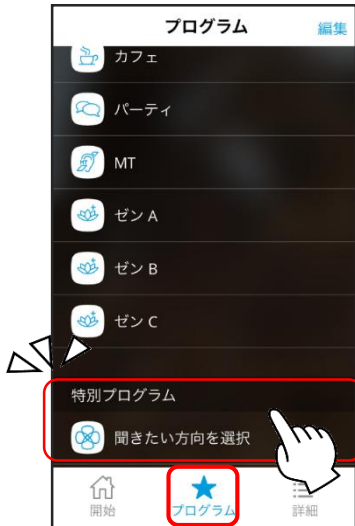 プログラム 編集
カフェ
パーティ
MT
ゼン A
ゼン B
ゼン C
特別プログラム
聞きたい方向を選択
開始 プログラム 詳細